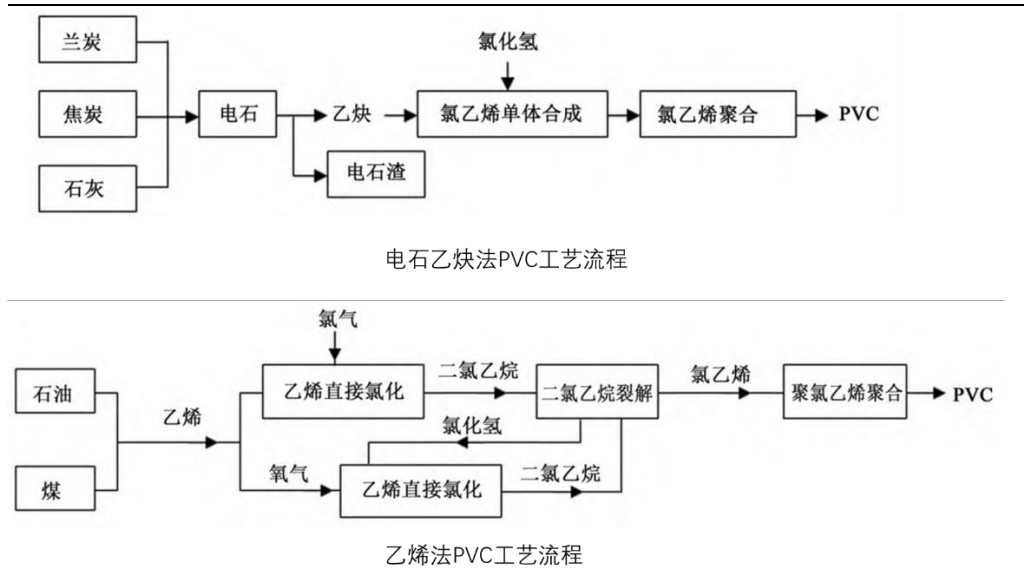 兰炭
焦炭
石灰
电石
乙炔
电石渣
氯化氢
氯乙烯单体合成
氯乙烯聚合
PVC
电石乙炔法PVC工艺流程
石油
煤
乙烯
氯气
乙烯直接氯化
二氯乙烷
二氯乙烷裂解
氯乙烯
聚氯乙烯聚合
PVC
氯化氢
氧气
乙烯直接氯化
二氯乙烷
乙烯法PVC工艺流程